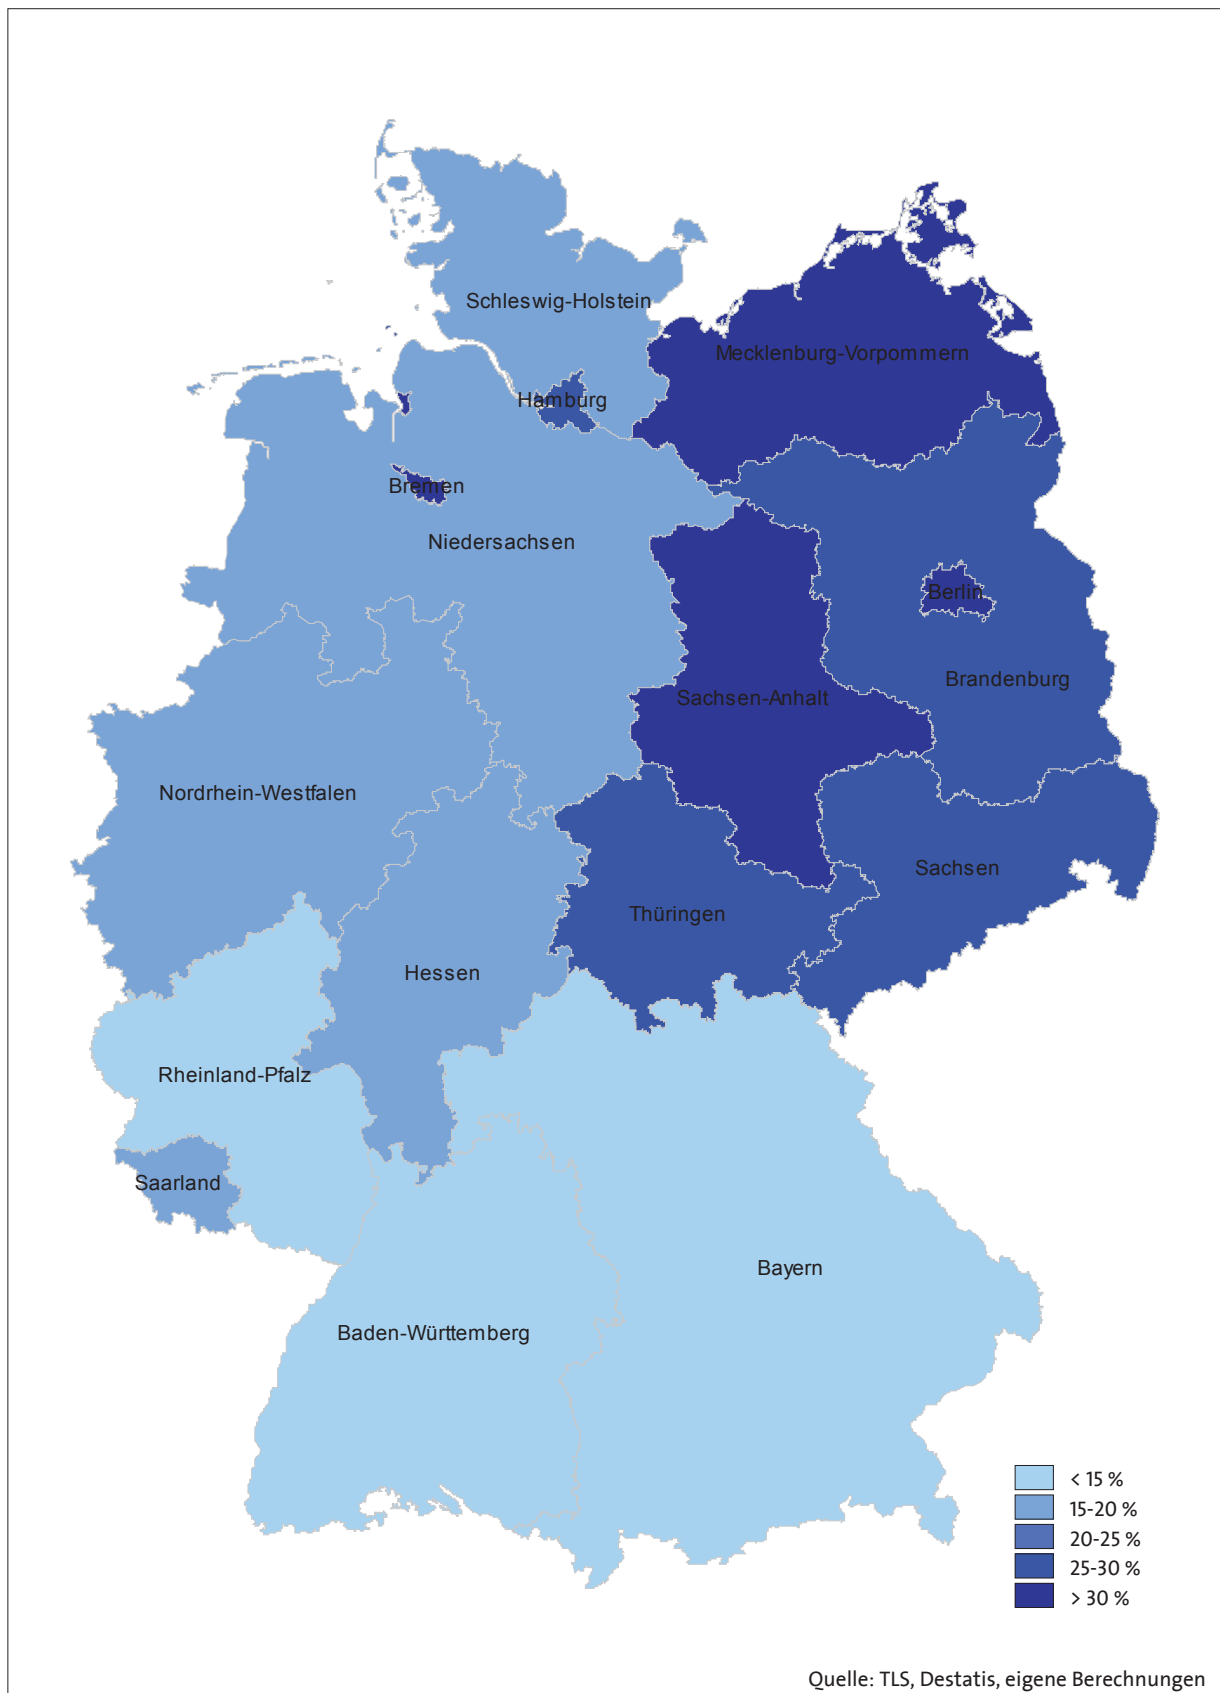 Schleswig-Holstein
Mecklenburg-Vorpommern
Hamburg
Bremen
Niedersachsen
Berlin
Brandenburg
Sachsen-Anhalt
Nordrhein-Westfalen
Sachsen
Thüringen
Hessen
Rheinland-Pfalz
Saarland
Bayern
Baden-Württemberg
< 15 %
15-20 %
20-25 %
25-30 %
> 30 %
Quelle: TLS, Destatis, eigene Berechnungen